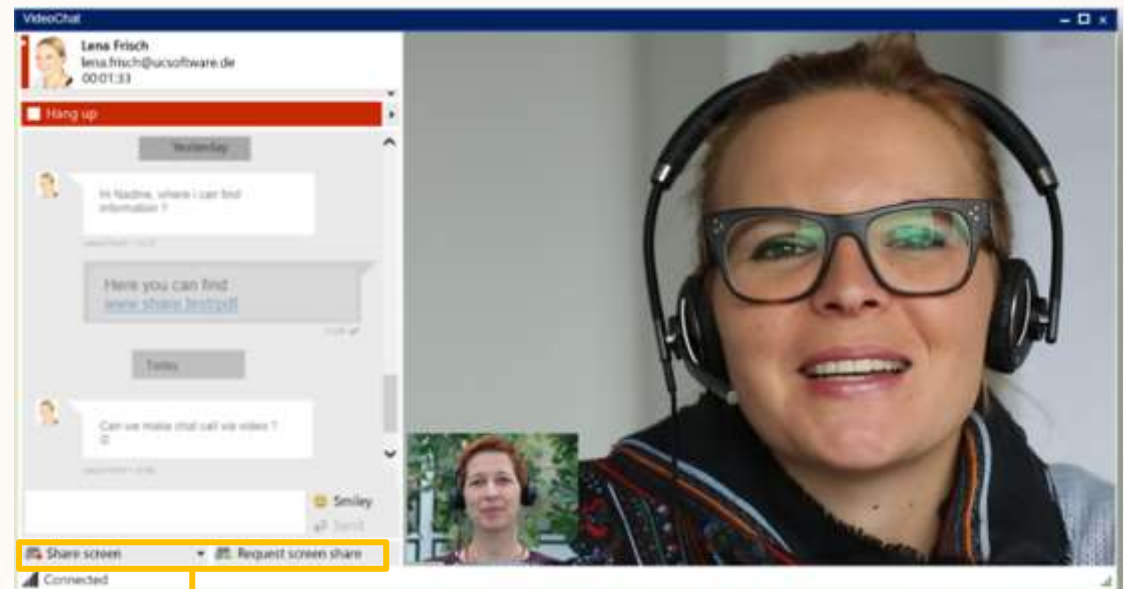 VideoChat
Lena Frisch
lena.frisch@ucsoftware.de
00:01:33
Hang up
Yesterday
Hi Nadine, where i can find
information ?
Here you can find
www.share.test/pdf
Today
Can we make chat call via video ?
Smiley
Send
Share screen
Request screen share
Connected